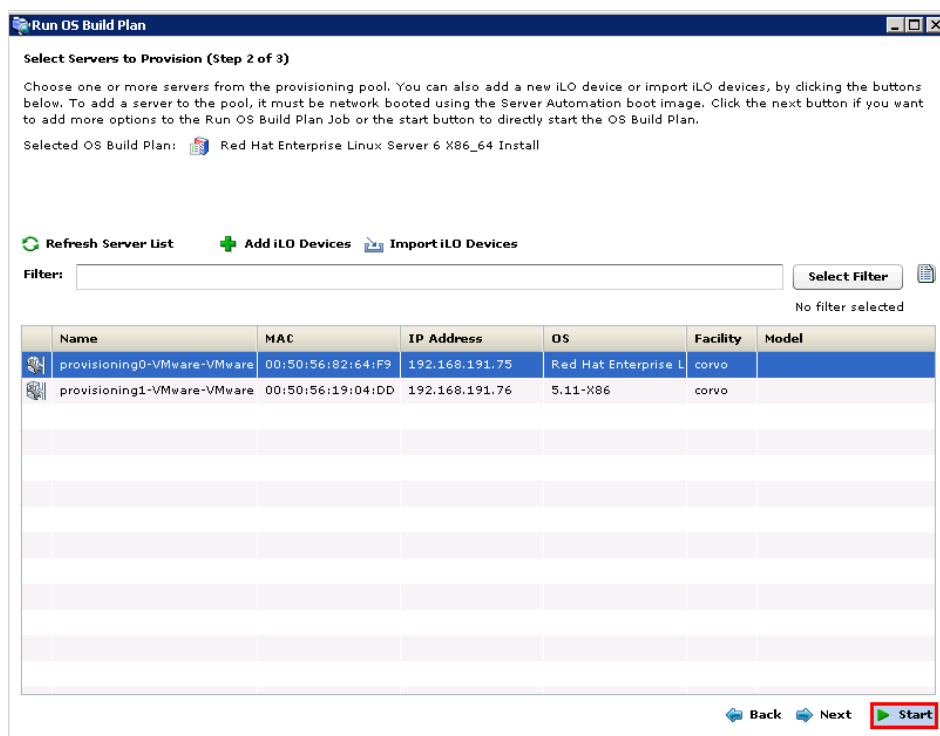 Run OS Build Plan
Select Servers to Provision (Step 2 of 3)
Choose one or more servers from the provisioning pool. You can also add a new iLO device or import iLO devices, by clicking the buttons
below. To add a server to the pool, it must be network booted using the Server Automation boot image. Click the next button if you want
to add more options to the Run OS Build Plan Job or the start button to directly start the OS Build Plan.
Selected OS Build Plan: Red Hat Enterprise Linux Server 6 X86_64 Install
Refresh Server List Add iLO Devices Import iLO Devices
Filter: Select Filter
No filter selected
Name MAC IP Address OS Facility Model
provisioning0-VMware-VMware 00:50:56:82:64:F9 192.168.191.75 Red Hat Enterprise L corvo
provisioning1-VMware-VMware 00:50:56:19:04:DD 192.168.191.76 5.11-X86 corvo
Back Next Start